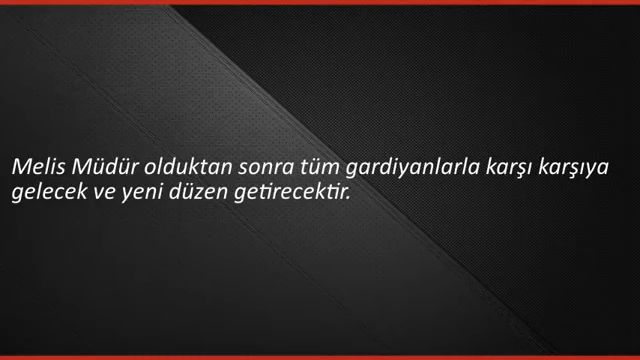 Melis Müdür olduktan sonra tüm gardiyanlarla karşı karşıya
gelecek ve yeni düzen getirecektir.